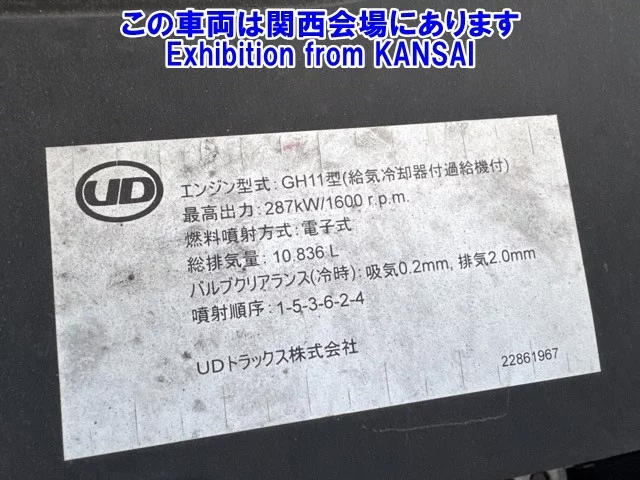 この車両は関西会場にあります
Exhibition from KANSAI
UD
エンジン型式: GH11型(給気冷却器付過給機付)
最高出力: 287kW/1600 r.p.m.
燃料噴射方式: 電子式
総排気量: 10.836 L
バルブクリアランス(冷時): 吸気0.2mm, 排気2.0mm
噴射順序: 1-5-3-6-2-4
UDトラックス株式会社
22861967